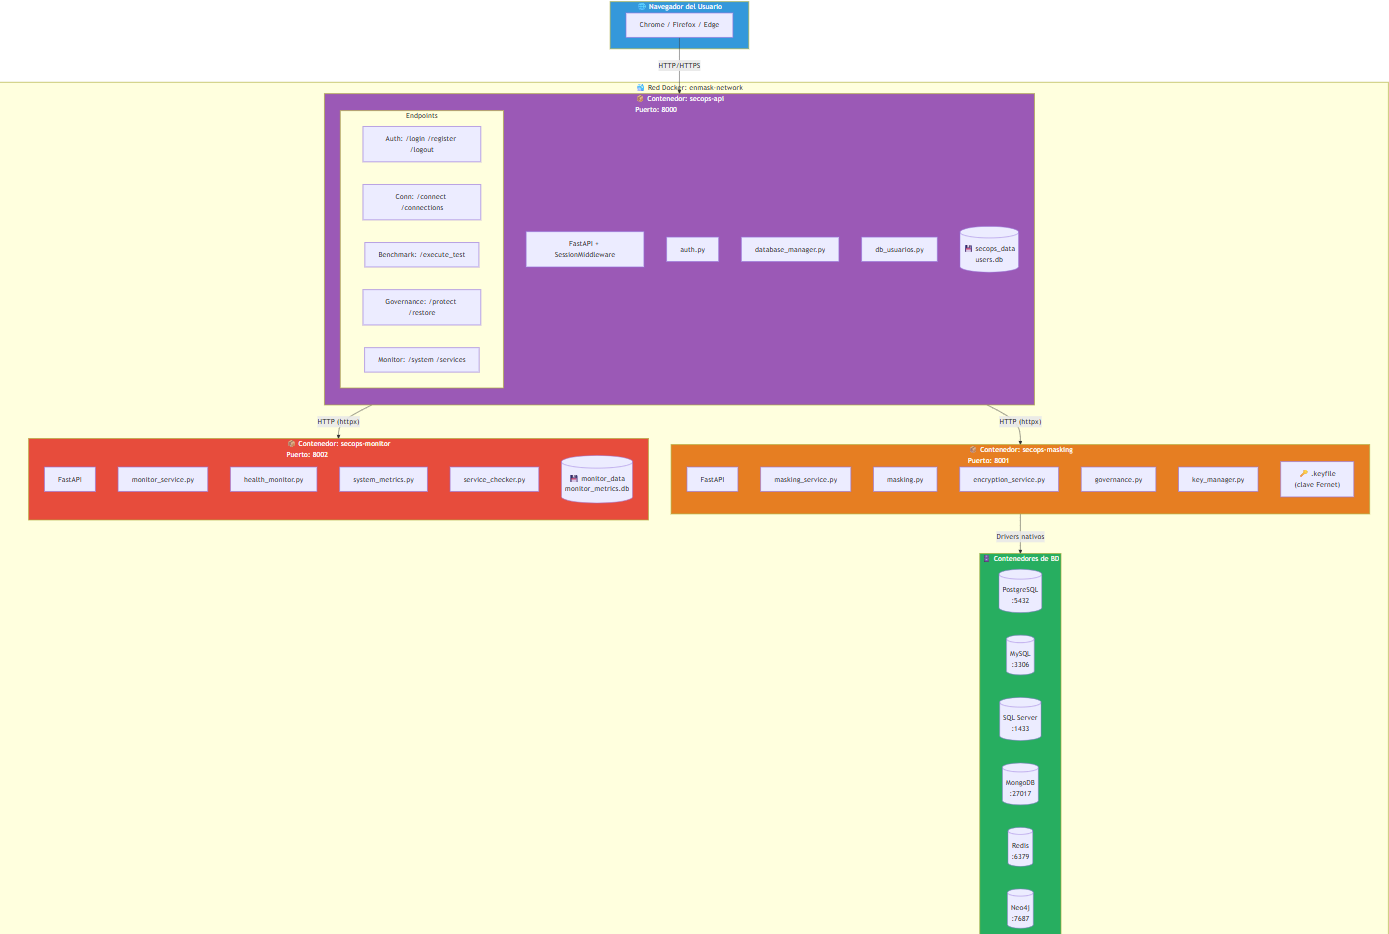 Navegador del Usuario
Chrome / Firefox / Edge
HTTP/HTTPS
Red Docker: enmask-network
Contenedor: secops-api
Puerto: 8000
Endpoints
Auth: /login /register
/logout
Conn: /connect
/connections
Benchmark: /execute_test
Governance: /protect
/restore
Monitor: /system /services
FastAPI +
SessionMiddleware
auth.py
database_manager.py
db_usuarios.py
secops_data
users.db
HTTP (httpx)
HTTP (httpx)
Contenedor: secops-monitor
Puerto: 8002
FastAPI
monitor_service.py
health_monitor.py
system_metrics.py
service_checker.py
monitor_data
monitor_metrics.db
Contenedor: secops-masking
Puerto: 8001
FastAPI
masking_service.py
masking.py
encryption_service.py
governance.py
key_manager.py
.keyfile
(clave Fernet)
Drivers nativos
Contenedores de BD
PostgreSQL
:5432
MySQL
:3306
SQL Server
:1433
MongoDB
:27017
Redis
:6379
Neo4j
:7687